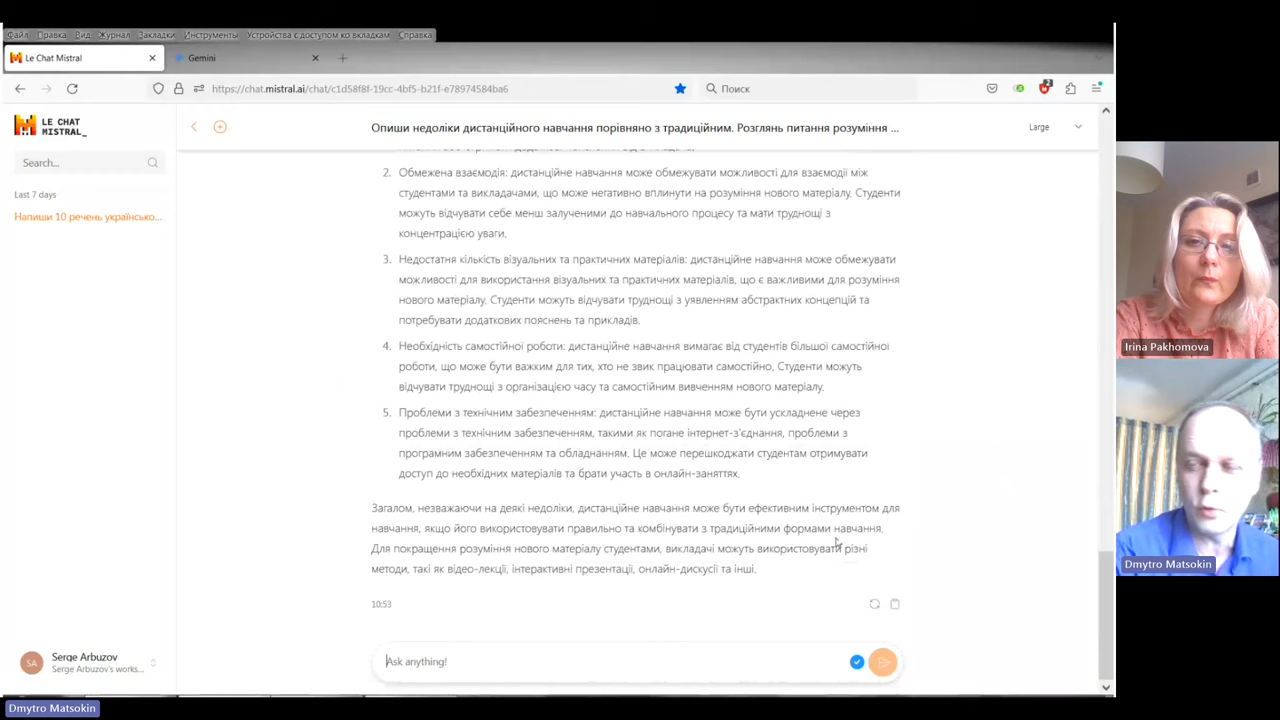 Файл Правка Вид Журнал Закладки Инструменты Устройства с доступом ко вкладкам Справка
Le Chat Mistral
Gemini
https://chat.mistral.ai/chat/c1d58f8f-19cc-4bf5-b21f-e78974584ba6
Поиск
2
LE CHAT
MISTRAL_
Опиши недоліки дистанційного навчання порівняно з традиційним. Розглянь питання розуміння ...
Large
Search...
Last 7 days
Напиши 10 речень українсько...
2. Обмежена взаємодія: дистанційне навчання може обмежувати можливості для взаємодії між
студентами та викладачами, що може негативно вплинути на розуміння нового матеріалу. Студенти
можуть відчувати себе менш залученими до навчального процесу та мати труднощі з
концентрацією уваги.
3. Недостатня кількість візуальних та практичних матеріалів: дистанційне навчання може обмежувати
можливості для використання візуальних та практичних матеріалів, що є важливими для розуміння
нового матеріалу. Студенти можуть відчувати труднощі з уявленням абстрактних концепцій та
потребувати додаткових пояснень та прикладів.
4. Необхідність самостійної роботи: дистанційне навчання вимагає від студентів більшої самостійної
роботи, що може бути важким для тих, хто не звик працювати самостійно. Студенти можуть
відчувати труднощі з організацією часу та самостійним вивченням нового матеріалу.
5. Проблеми з технічним забезпеченням: дистанційне навчання може бути ускладнене через
проблеми з технічним забезпеченням, такими як погане інтернет-з'єднання, проблеми з
програмним забезпеченням та обладнанням. Це може перешкоджати студентам отримувати
доступ до необхідних матеріалів та брати участь в онлайн-заняттях.
Загалом, незважаючи на деякі недоліки, дистанційне навчання може бути ефективним інструментом для
навчання, якщо його використовувати правильно та комбінувати з традиційними формами навчання.
Для покращення розуміння нового матеріалу студентами, викладачі можуть використовувати різні
методи, такі як відео-лекції, інтерактивні презентації, онлайн-дискусії та інші.
10:53
Ask anything!
SA
Serge Arbuzov
Serge Arbuzov's works...
Irina Pakhomova
Dmytro Matsokin
Dmytro Matsokin